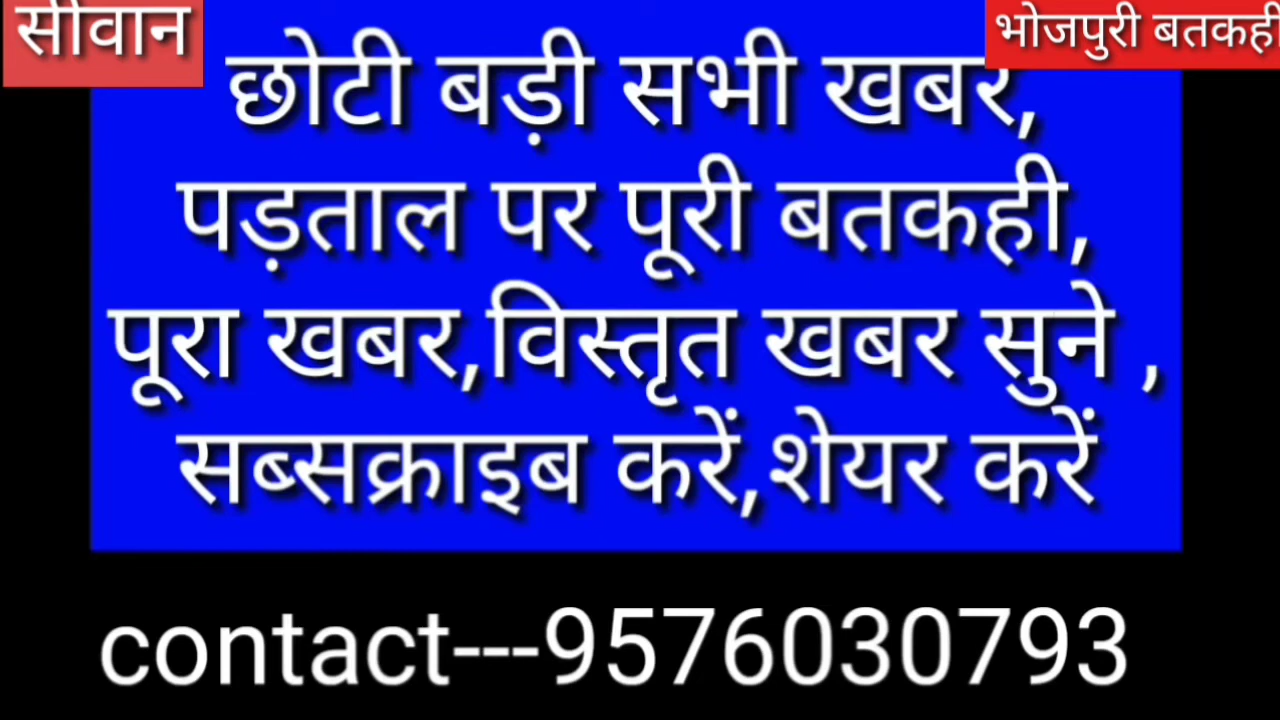 सीवान
भोजपुरी बतकही
छोटी बड़ी सभी खबर,
पड़ताल पर पूरी बतकही,
पूरा खबर,विस्तृत खबर सुने ,
सब्सक्राइब करें,शेयर करें
contact---9576030793